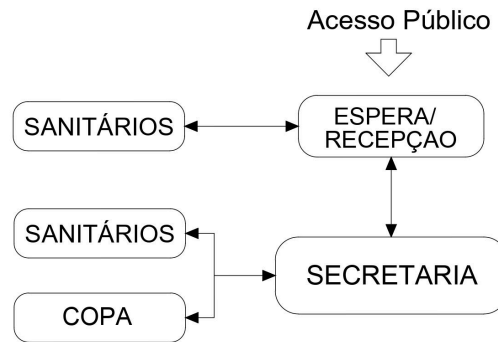 Acesso Público
SANITÁRIOS
ESPERA/
RECEPÇAO
SANITÁRIOS
SECRETARIA
COPA